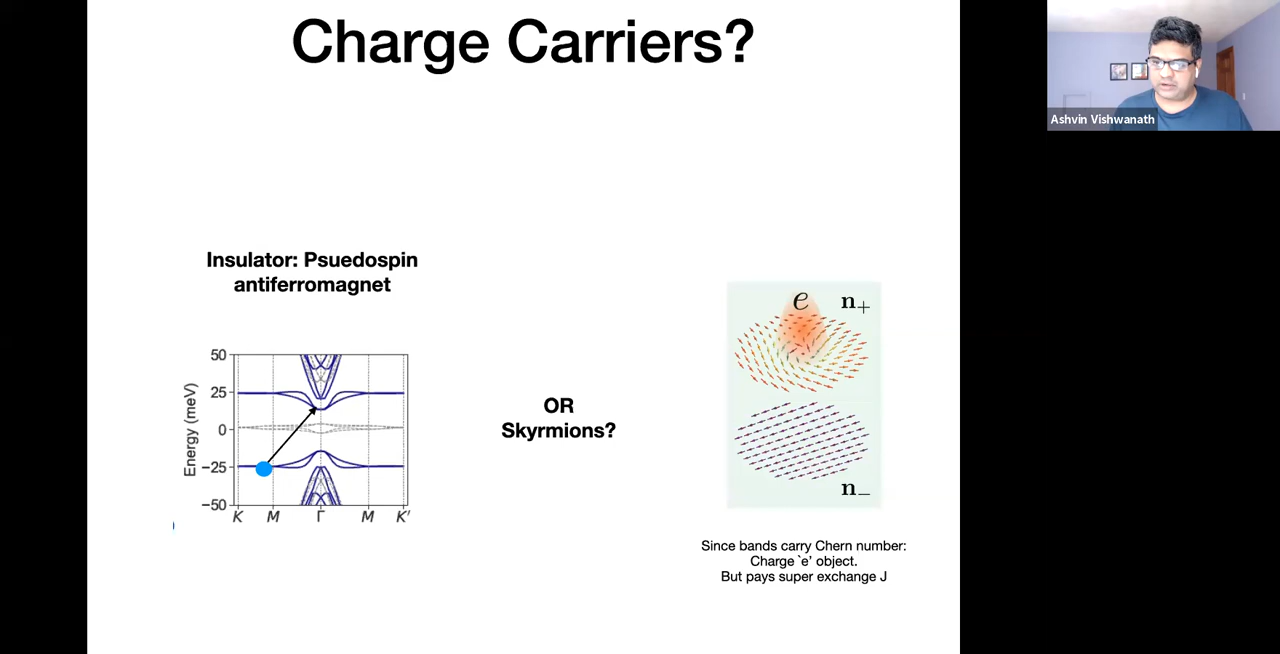 Charge Carriers?
Ashvin Vishwanath
Insulator: Psuedospin
antiferromagnet
50
25
0
−25
−50
Energy (meV)
K M Γ M K′
OR
Skyrmions?
e n₊
n₋
Since bands carry Chern number:
Charge `e' object.
But pays super exchange J